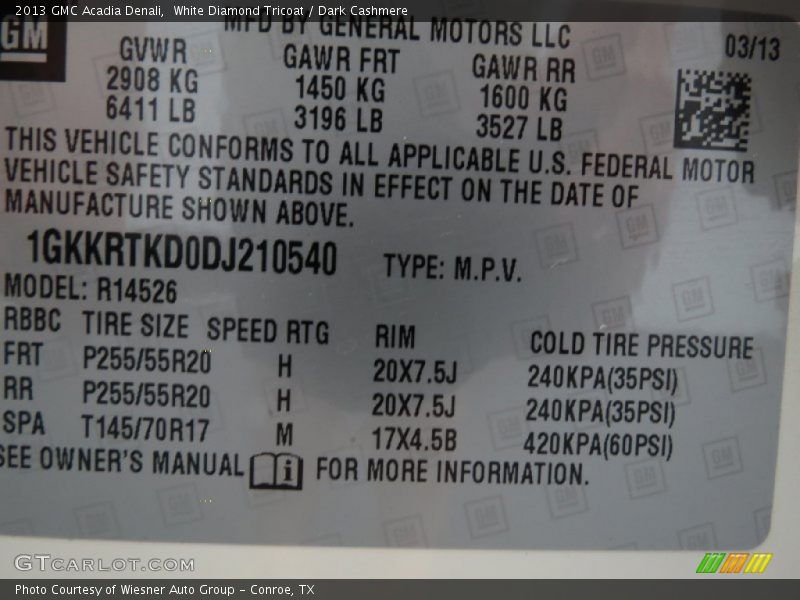 2013 GMC Acadia Denali, White Diamond Tricoat / Dark Cashmere
GM
MFD BY GENERAL MOTORS LLC
03/13
GVWR GAWR FRT GAWR RR
2908 KG 1450 KG 1600 KG
6411 LB 3196 LB 3527 LB
THIS VEHICLE CONFORMS TO ALL APPLICABLE U.S. FEDERAL MOTOR
VEHICLE SAFETY STANDARDS IN EFFECT ON THE DATE OF
MANUFACTURE SHOWN ABOVE.
1GKKRTKD0DJ210540 TYPE: M.P.V.
MODEL: R14526
RBBC TIRE SIZE SPEED RTG RIM COLD TIRE PRESSURE
FRT P255/55R20 H 20X7.5J 240KPA(35PSI)
RR P255/55R20 H 20X7.5J 240KPA(35PSI)
SPA T145/70R17 M 17X4.5B 420KPA(60PSI)
SEE OWNER'S MANUAL i FOR MORE INFORMATION.
GTCARLOT.COM
Photo Courtesy of Wiesner Auto Group - Conroe, TX